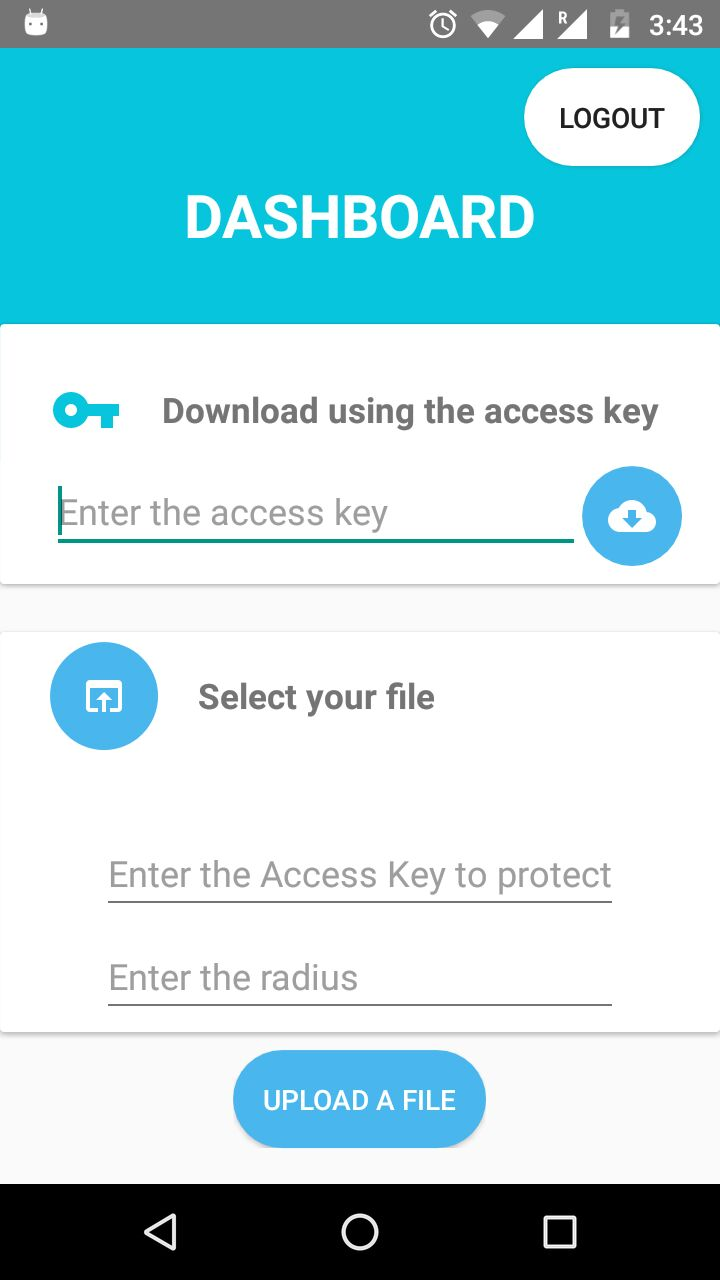 R
3:43
LOGOUT
DASHBOARD
Download using the access key
Enter the access key
Select your file
Enter the Access Key to protect
Enter the radius
UPLOAD A FILE